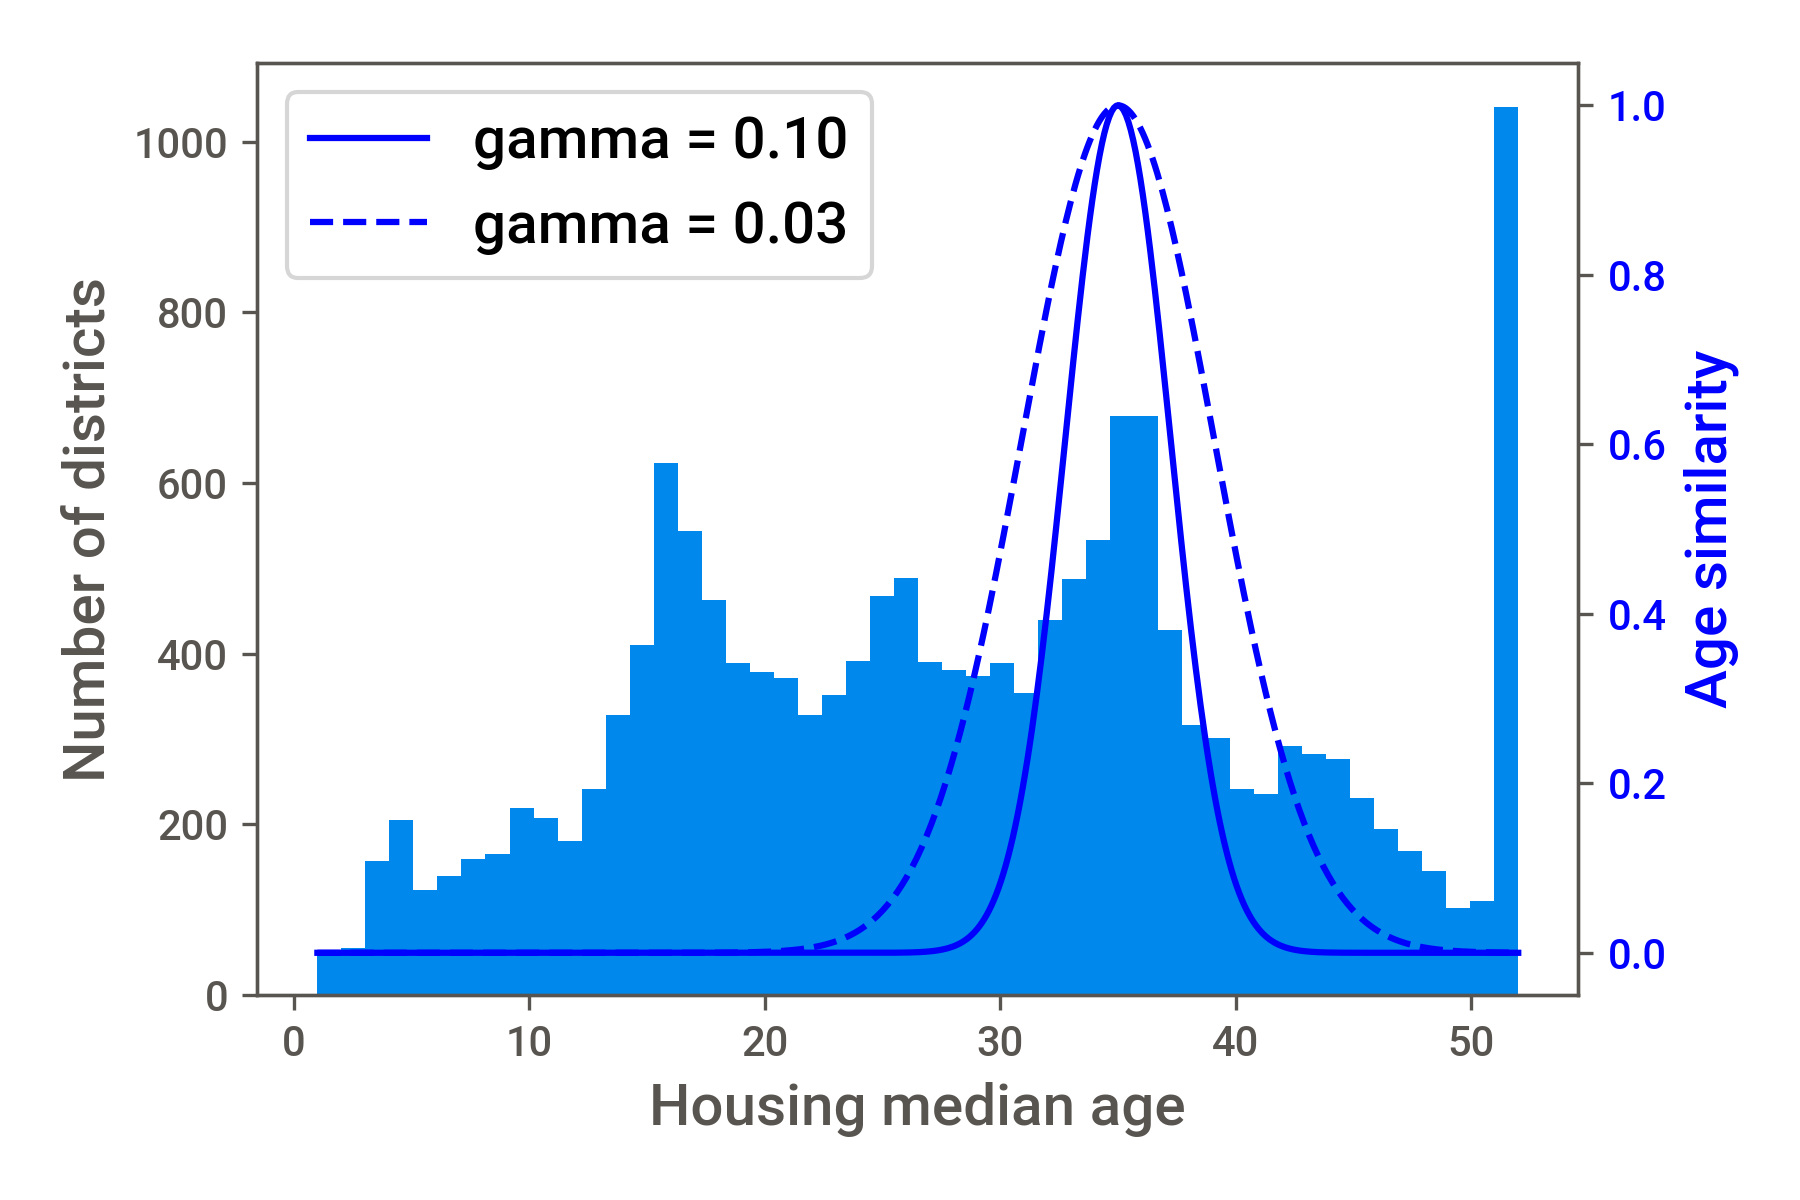 gamma = 0.10
gamma = 0.03
Number of districts
1000
800
600
400
200
0
0 10 20 30 40 50
Housing median age
1.0
0.8
0.6
0.4
0.2
0.0
Age similarity